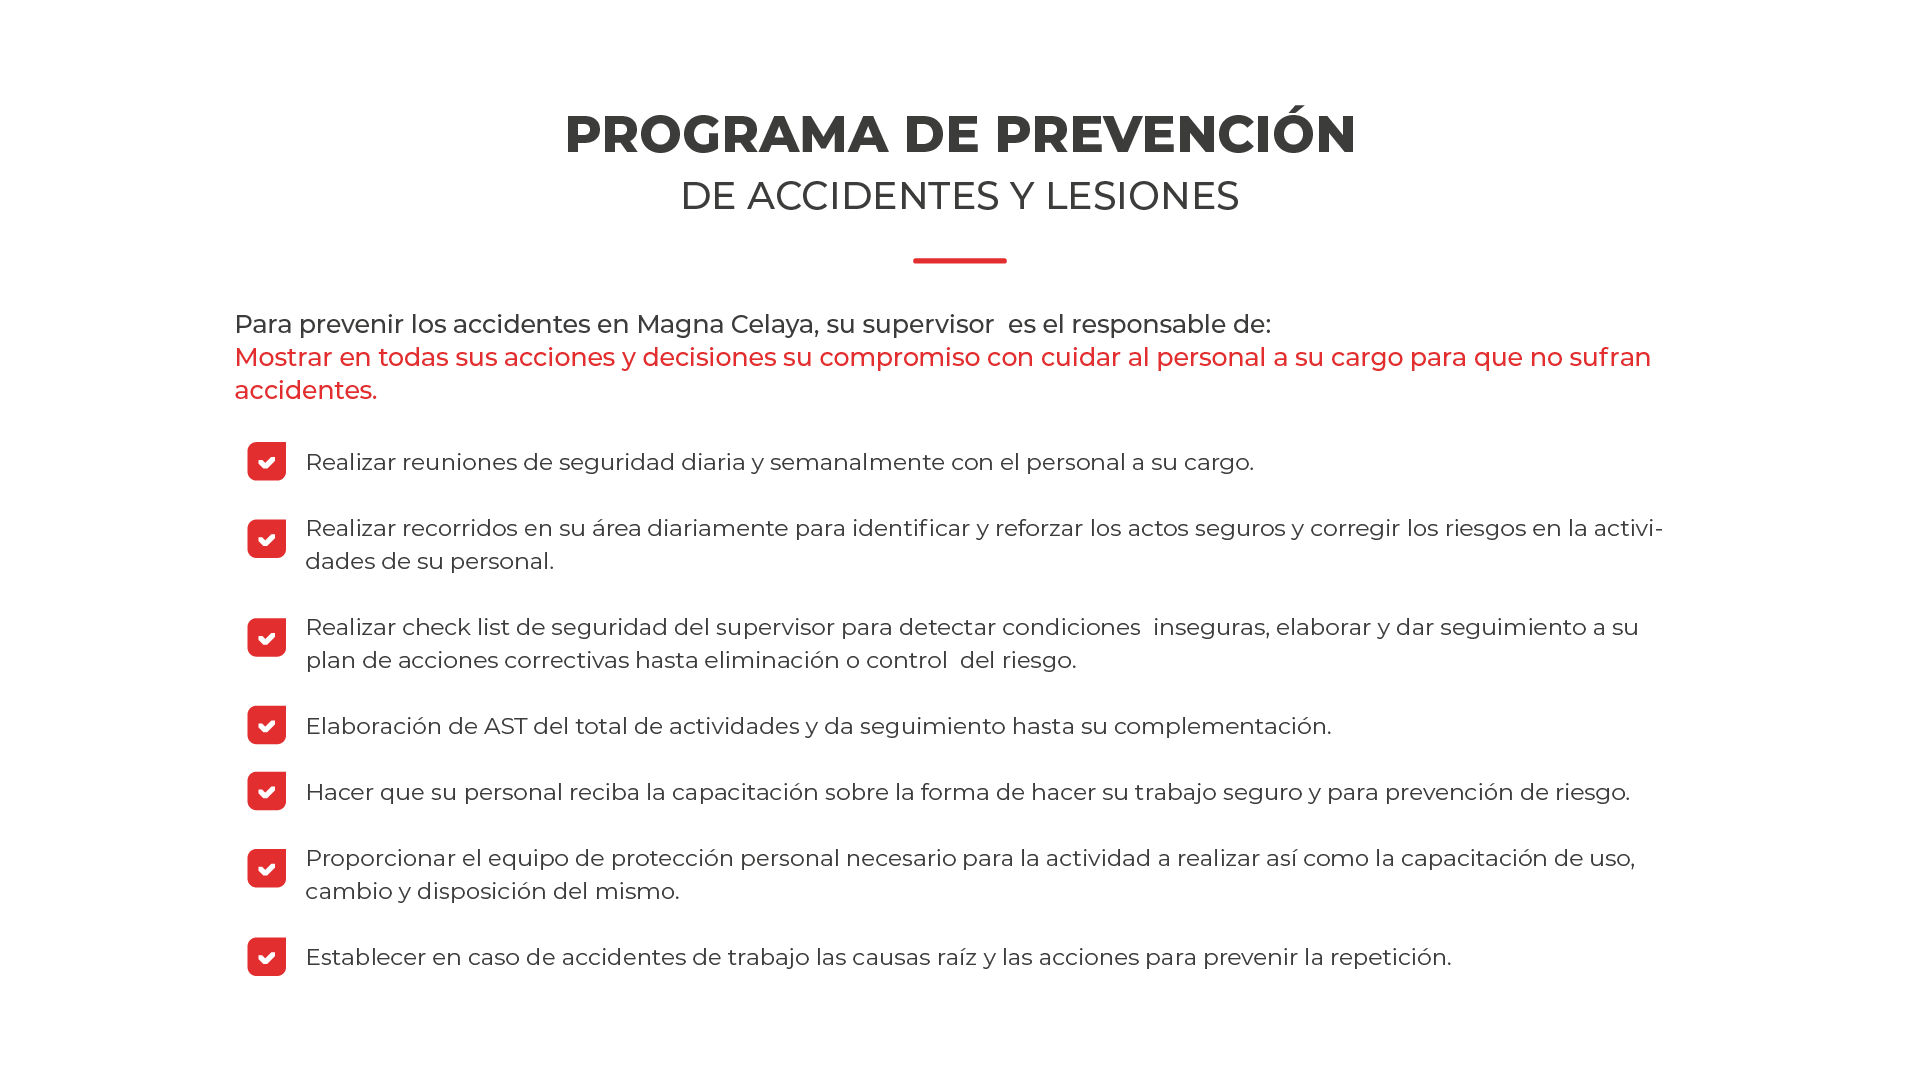 PROGRAMA DE PREVENCIÓN
DE ACCIDENTES Y LESIONES
Para prevenir los accidentes en Magna Celaya, su supervisor  es el responsable de:
Mostrar en todas sus acciones y decisiones su compromiso con cuidar al personal a su cargo para que no sufran
accidentes.
Realizar reuniones de seguridad diaria y semanalmente con el personal a su cargo.
Realizar recorridos en su área diariamente para identificar y reforzar los actos seguros y corregir los riesgos en la activi-
dades de su personal.
Realizar check list de seguridad del supervisor para detectar condiciones  inseguras, elaborar y dar seguimiento a su
plan de acciones correctivas hasta eliminación o control  del riesgo.
Elaboración de AST del total de actividades y da seguimiento hasta su complementación.
Hacer que su personal reciba la capacitación sobre la forma de hacer su trabajo seguro y para prevención de riesgo.
Proporcionar el equipo de protección personal necesario para la actividad a realizar así como la capacitación de uso,
cambio y disposición del mismo.
Establecer en caso de accidentes de trabajo las causas raíz y las acciones para prevenir la repetición.